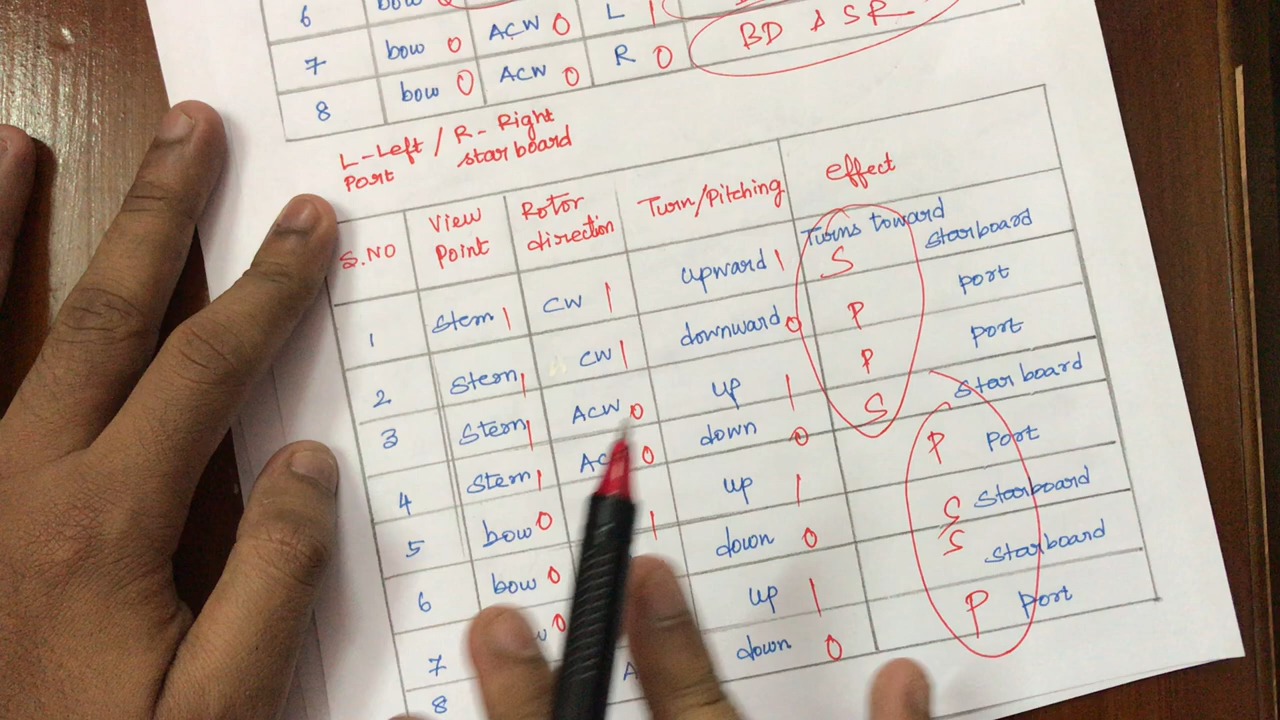 6 bow L 1
7 bow 0 ACW 0 R 0 BD & SR
8 bow 0 ACW 0
L-Left / R- Right
Port starboard
S.NO View Point Rotor direction Turn/Pitching effect
1 Stern 1 CW 1 upward 1 Turns toward S starboard
2 Stern 1 CW 1 downward 0 P port
3 Stern 1 ACW 0 up 1 P port
4 Stern 1 AC 0 down 0 S starboard
5 bow 0 1 up 1 P Port
6 bow 0 down 0 S starboard
7 0 up 1 S starboard
8 A down 0 P port